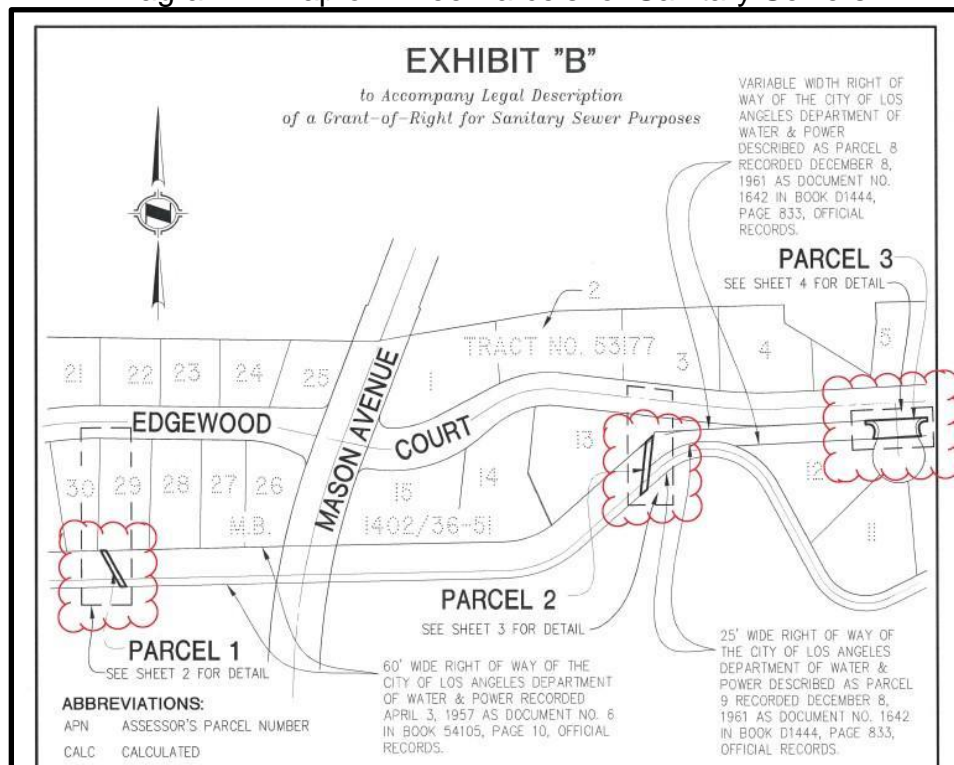 EXHIBIT "B"
to Accompany Legal Description
of a Grant-of-Right for Sanitary Sewer Purposes
VARIABLE WIDTH RIGHT OF
WAY OF THE CITY OF LOS
ANGELES DEPARTMENT OF
WATER & POWER
DESCRIBED AS PARCEL 8
RECORDED DECEMBER 8,
1961 AS DOCUMENT NO.
1642 IN BOOK D1444,
PAGE 833, OFFICIAL
RECORDS.
PARCEL 3
SEE SHEET 4 FOR DETAIL
2
TRACT NO. 53177
21
22
23
24
25
1
3
4
5
EDGEWOOD
MASON AVENUE
COURT
30
29
28
27
26
M.B.
15
14
1402/36-51
13
12
11
PARCEL 1
SEE SHEET 2 FOR DETAIL
PARCEL 2
SEE SHEET 3 FOR DETAIL
60' WIDE RIGHT OF WAY OF THE
CITY OF LOS ANGELES DEPARTMENT
OF WATER & POWER RECORDED
APRIL 3, 1957 AS DOCUMENT NO. 6
IN BOOK 54105, PAGE 10, OFFICIAL
RECORDS.
25' WIDE RIGHT OF WAY OF
THE CITY OF LOS ANGELES
DEPARTMENT OF WATER &
POWER DESCRIBED AS PARCEL
9 RECORDED DECEMBER 8,
1961 AS DOCUMENT NO. 1642
IN BOOK D1444, PAGE 833,
OFFICIAL RECORDS.
ABBREVIATIONS:
APN ASSESSOR'S PARCEL NUMBER
CALC CALCULATED